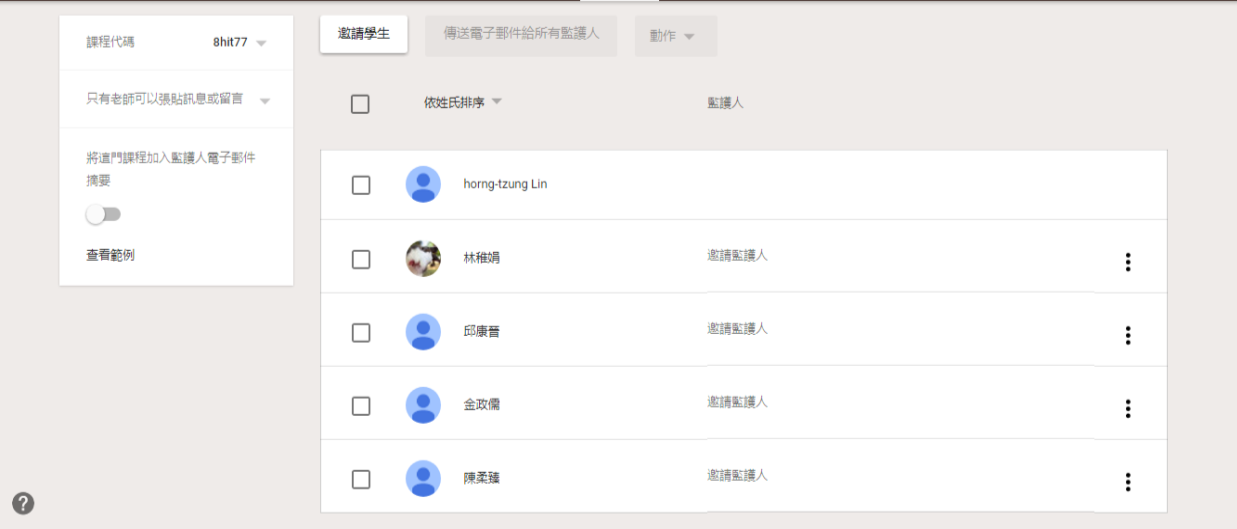 課程代碼 8hit77
只有老師可以張貼訊息或留言
將這門課程加入監護人電子郵件
摘要
查看範例
邀請學生 傳送電子郵件給所有監護人 動作
依姓氏排序 監護人
horng-tzung Lin
林稚娟 邀請監護人
邱康晉 邀請監護人
金政儒 邀請監護人
陳柔臻 邀請監護人
?